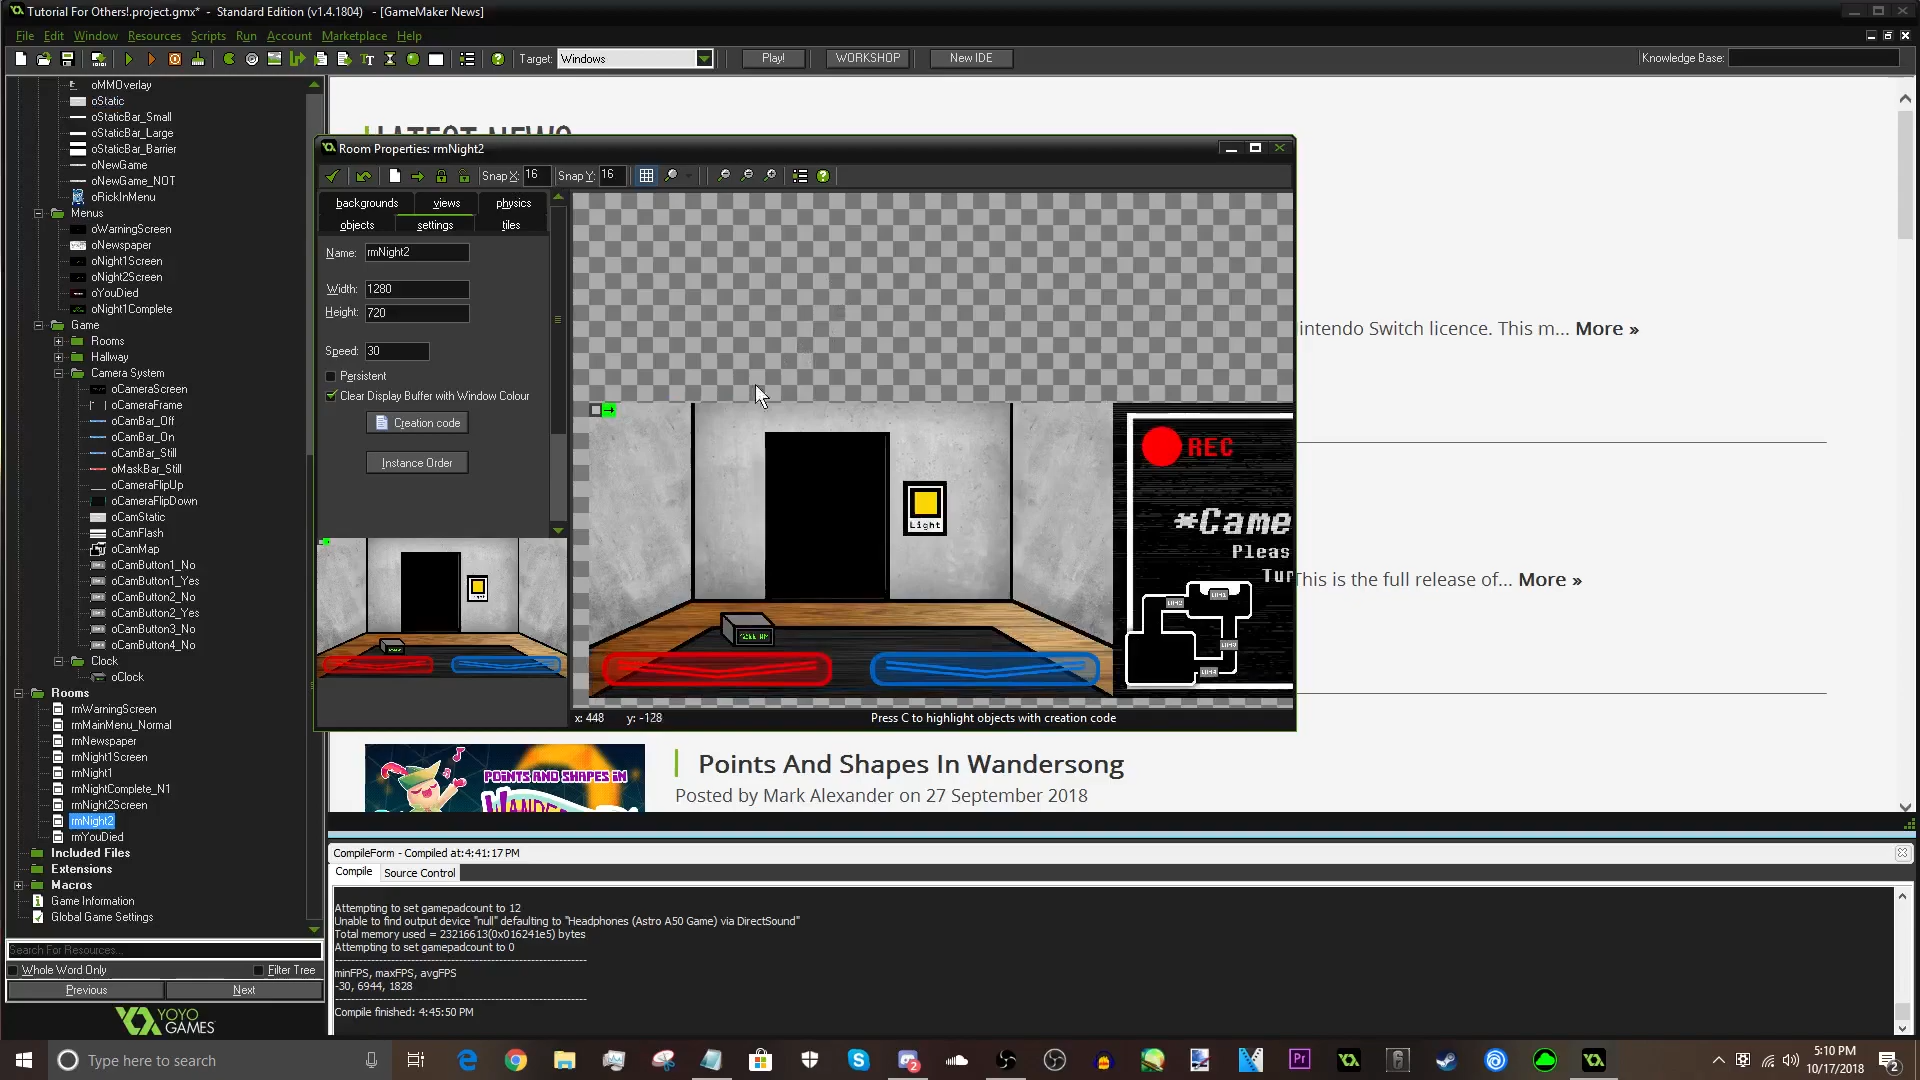 Tutorial For Others!.project.gmx*  -  Standard Edition (v1.4.1804)  -  [GameMaker News]
File Edit Window Resources Scripts Run Account Marketplace Help
Target: Windows Play! WORKSHOP New IDE Knowledge Base:
oMMOverlay
oStatic
oStaticBar_Small
oStaticBar_Large
oStaticBar_Barrier
oNewGame
oNewGame_NOT
oRickInMenu
Menus
oWarningScreen
oNewspaper
oNight1Screen
oNight2Screen
oYouDied
oNight1Complete
Game
Rooms
Hallway
Camera System
oCameraScreen
oCameraFrame
oCamBar_Off
oCamBar_On
oCamBar_Still
oMaskBar_Still
oCameraFlipUp
oCameraFlipDown
oCamStatic
oCamFlash
oCamMap
oCamButton1_No
oCamButton1_Yes
oCamButton2_No
oCamButton2_Yes
oCamButton3_No
oCamButton4_No
Clock
oClock
Rooms
rmWarningScreen
rmMainMenu_Normal
rmNewspaper
rmNight1Screen
rmNight1
rmNightComplete_N1
rmNight2Screen
rmNight2
rmYouDied
Included Files
Extensions
Macros
Game Information
Global Game Settings
Search For Resources...
Whole Word Only Filter Tree
Previous Next
YOYO
GAMES
LATEST NEWS
Room Properties: rmNight2
Snap X: 16 Snap Y: 16
backgrounds views physics
objects settings tiles
Name: rmNight2
Width: 1280
Height: 720
Speed: 30
Persistent
Clear Display Buffer with Window Colour
Creation code
Instance Order
REC
Light
*Came
Pleas
Tur
x: 448 y: -128 Press C to highlight objects with creation code
intendo Switch licence. This m... More »
This is the full release of... More »
POINTS AND SHAPES IN
Points And Shapes In Wandersong
Posted by Mark Alexander on 27 September 2018
CompileForm - Compiled at:4:41:17 PM
Compile Source Control
Attempting to set gamepadcount to 12
Unable to find output device "null" defaulting to "Headphones (Astro A50 Game) via DirectSound"
Total memory used = 23216613(0x016241e5) bytes
Attempting to set gamepadcount to 0
minFPS, maxFPS, avgFPS
-30, 6944, 1828
Compile finished: 4:45:50 PM
Type here to search
5:10 PM
10/17/2018